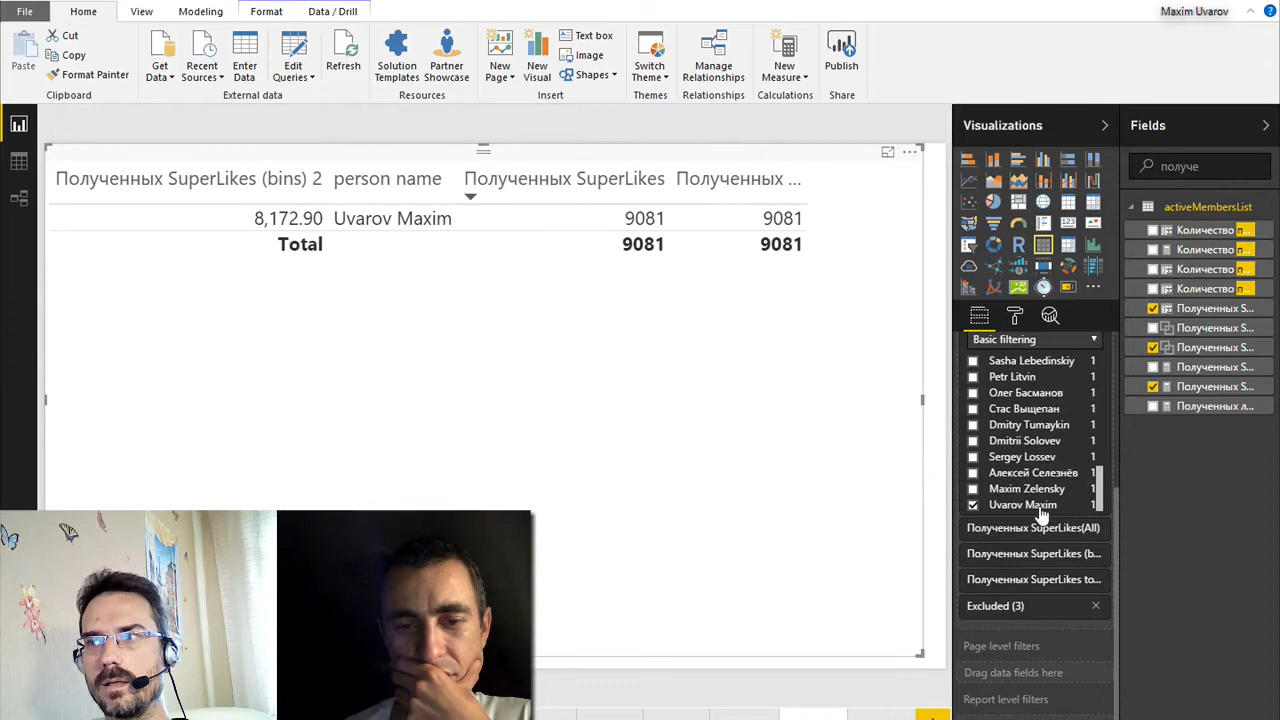 Maxim Uvarov
File Home View Modeling Format Data / Drill
Paste Cut
Copy
Format Painter
Clipboard
Get Data
Recent Sources
Enter Data
Edit Queries
External data
Refresh
Solution Templates
Partner Showcase
Resources
New Page
New Visual
Text box
Image
Shapes
Insert
Switch Theme
Themes
Manage Relationships
Relationships
New Measure
Calculations
Publish
Share
Полученных SuperLikes (bins) 2 person name Полученных SuperLikes Полученных ...
8,172.90 Uvarov Maxim 9081 9081
Total 9081 9081
Visualizations
Basic filtering
Sasha Lebedinskiy 1
Petr Litvin 1
Олег Басманов 1
Стас Выщепан 1
Dmitry Tumaykin 1
Dmitrii Solovev 1
Sergey Lossev 1
Алексей Селезнёв 1
Maxim Zelensky 1
Uvarov Maxim 1
Полученных SuperLikes(All)
Полученных SuperLikes (b...
Полученных SuperLikes to...
Excluded (3)
Page level filters
Drag data fields here
Report level filters
Fields
получе
activeMembersList
Количество п...
Количество п...
Количество п...
Количество п...
Полученных S...
Полученных S...
Полученных S...
Полученных S...
Полученных S...
Полученных л...